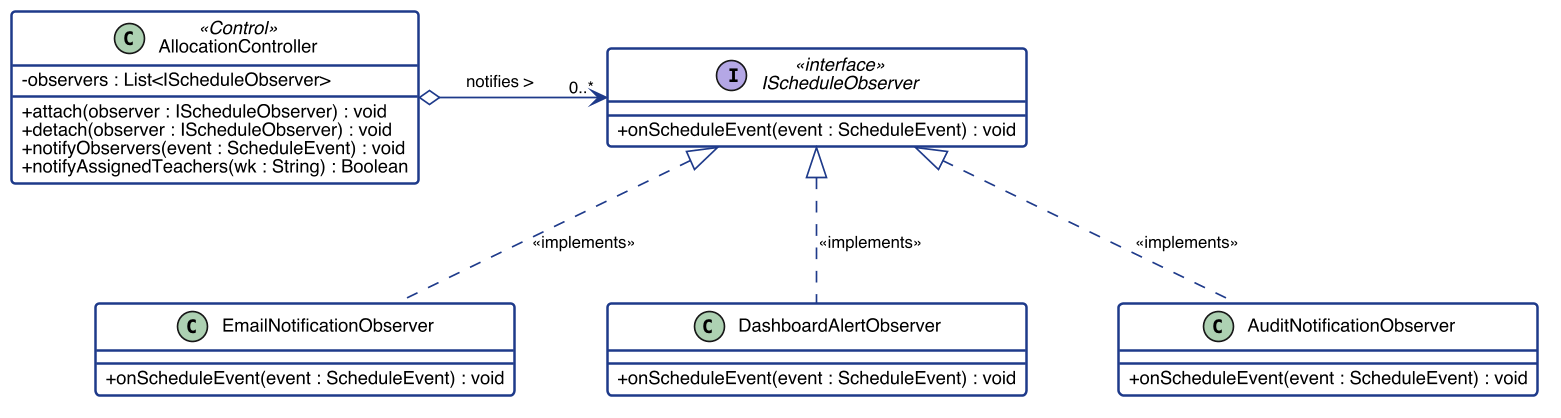 C
«Control»
AllocationController
-observers : List<IScheduleObserver>
+attach(observer : IScheduleObserver) : void
+detach(observer : IScheduleObserver) : void
+notifyObservers(event : ScheduleEvent) : void
+notifyAssignedTeachers(wk : String) : Boolean
notifies >
0..*
I
«interface»
IScheduleObserver
+onScheduleEvent(event : ScheduleEvent) : void
«implements»
«implements»
«implements»
C
EmailNotificationObserver
+onScheduleEvent(event : ScheduleEvent) : void
C
DashboardAlertObserver
+onScheduleEvent(event : ScheduleEvent) : void
C
AuditNotificationObserver
+onScheduleEvent(event : ScheduleEvent) : void